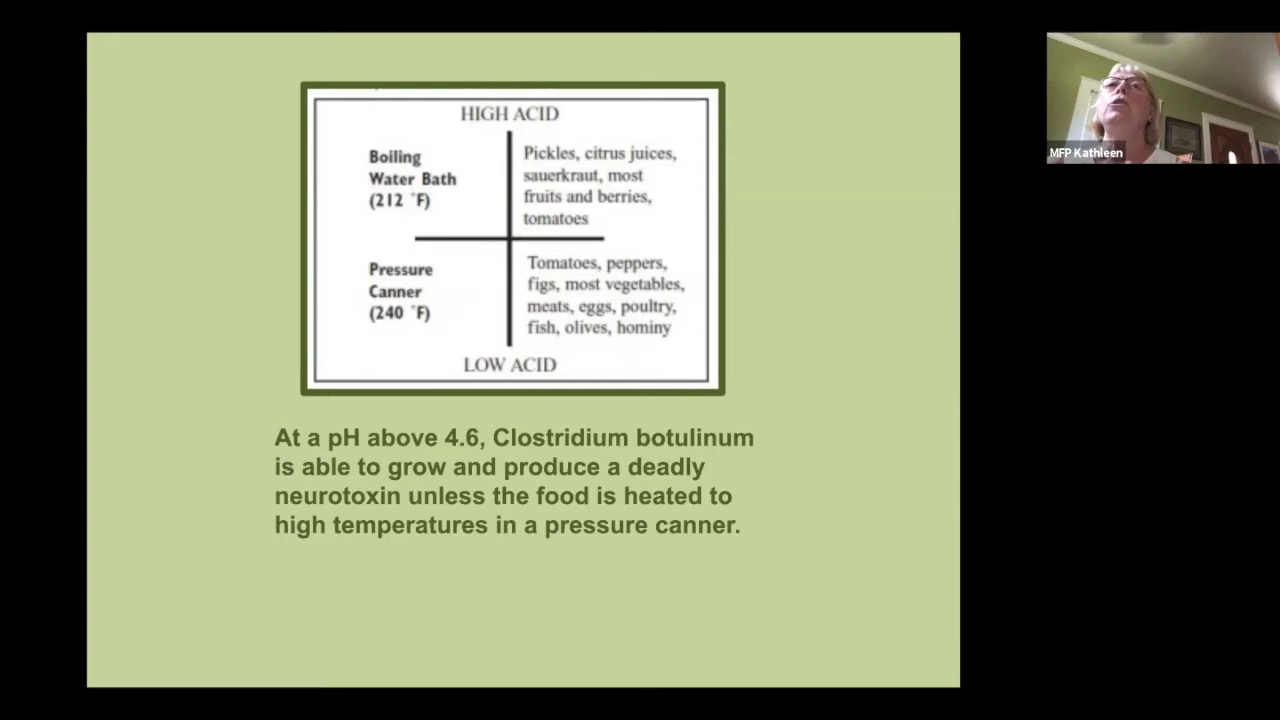 HIGH ACID
Boiling
Water Bath
(212 °F)
Pickles, citrus juices,
sauerkraut, most
fruits and berries,
tomatoes
Pressure
Canner
(240 °F)
Tomatoes, peppers,
figs, most vegetables,
meats, eggs, poultry,
fish, olives, hominy
LOW ACID
At a pH above 4.6, Clostridium botulinum
is able to grow and produce a deadly
neurotoxin unless the food is heated to
high temperatures in a pressure canner.
MFP Kathleen